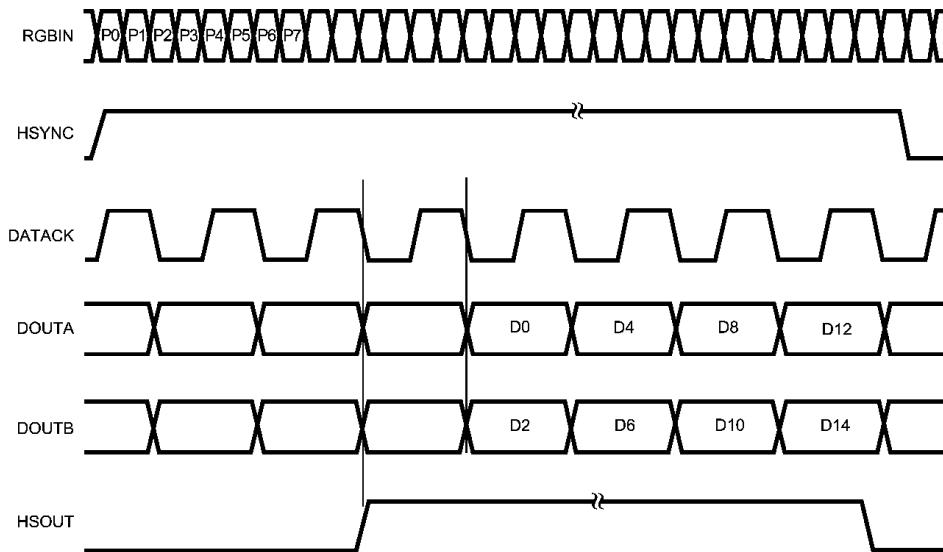 RGBIN P0 P1 P2 P3 P4 P5 P6 P7
HSYNC
DATACK
DOUTA D0 D4 D8 D12
DOUTB D2 D6 D10 D14
HSOUT